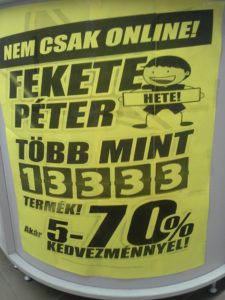 NEM CSAK ONLINE!
FEKETE
PÉTER
HETE!
TÖBB MINT
13333
TERMÉK!
Akár 5-70%
KEDVEZMÉNNYEL!